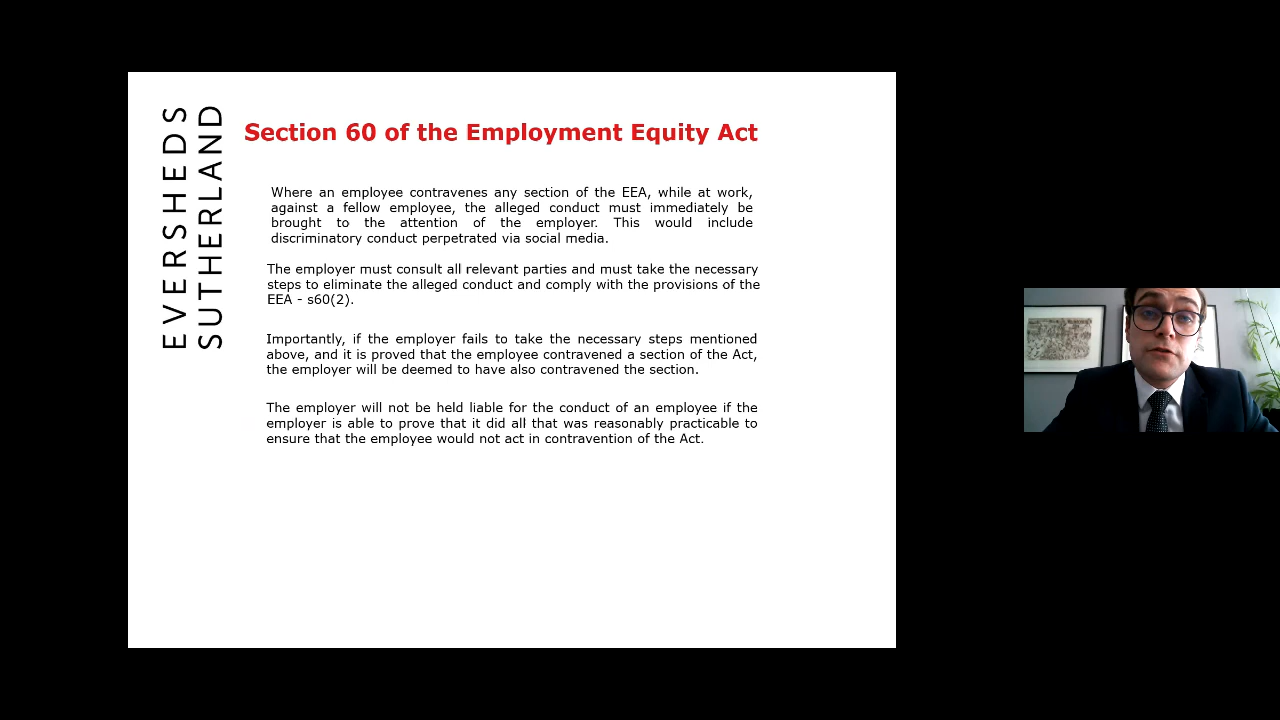 EVERSHEDS
SUTHERLAND
Section 60 of the Employment Equity Act
Where an employee contravenes any section of the EEA, while at work,
against a fellow employee, the alleged conduct must immediately be
brought to the attention of the employer. This would include
discriminatory conduct perpetrated via social media.
The employer must consult all relevant parties and must take the necessary
steps to eliminate the alleged conduct and comply with the provisions of the
EEA - s60(2).
Importantly, if the employer fails to take the necessary steps mentioned
above, and it is proved that the employee contravened a section of the Act,
the employer will be deemed to have also contravened the section.
The employer will not be held liable for the conduct of an employee if the
employer is able to prove that it did all that was reasonably practicable to
ensure that the employee would not act in contravention of the Act.